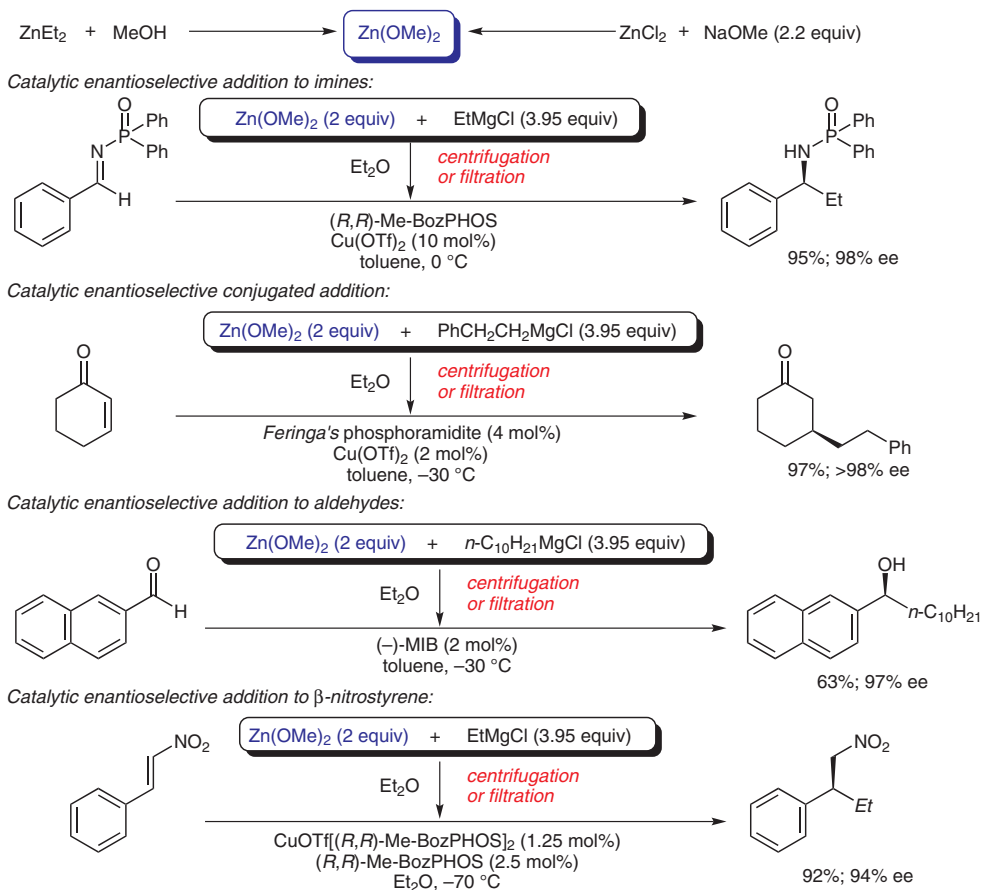 ZnEt2 + MeOH Zn(OMe)2 ZnCl2 + NaOMe (2.2 equiv)
Catalytic enantioselective addition to imines:
O
P Ph
N Ph
H
Zn(OMe)2 (2 equiv) + EtMgCl (3.95 equiv)
Et2O centrifugation
or filtration
(R,R)-Me-BozPHOS
Cu(OTf)2 (10 mol%)
toluene, 0 °C
O
P Ph
HN Ph
Et
95%; 98% ee
Catalytic enantioselective conjugated addition:
O
Zn(OMe)2 (2 equiv) + PhCH2CH2MgCl (3.95 equiv)
Et2O centrifugation
or filtration
Feringa's phosphoramidite (4 mol%)
Cu(OTf)2 (2 mol%)
toluene, –30 °C
O
Ph
97%; >98% ee
Catalytic enantioselective addition to aldehydes:
O
H
Zn(OMe)2 (2 equiv) + n-C10H21MgCl (3.95 equiv)
Et2O centrifugation
or filtration
(–)-MIB (2 mol%)
toluene, –30 °C
OH
n-C10H21
63%; 97% ee
Catalytic enantioselective addition to β-nitrostyrene:
NO2
Zn(OMe)2 (2 equiv) + EtMgCl (3.95 equiv)
Et2O centrifugation
or filtration
CuOTf[(R,R)-Me-BozPHOS]2 (1.25 mol%)
(R,R)-Me-BozPHOS (2.5 mol%)
Et2O, –70 °C
NO2
Et
92%; 94% ee